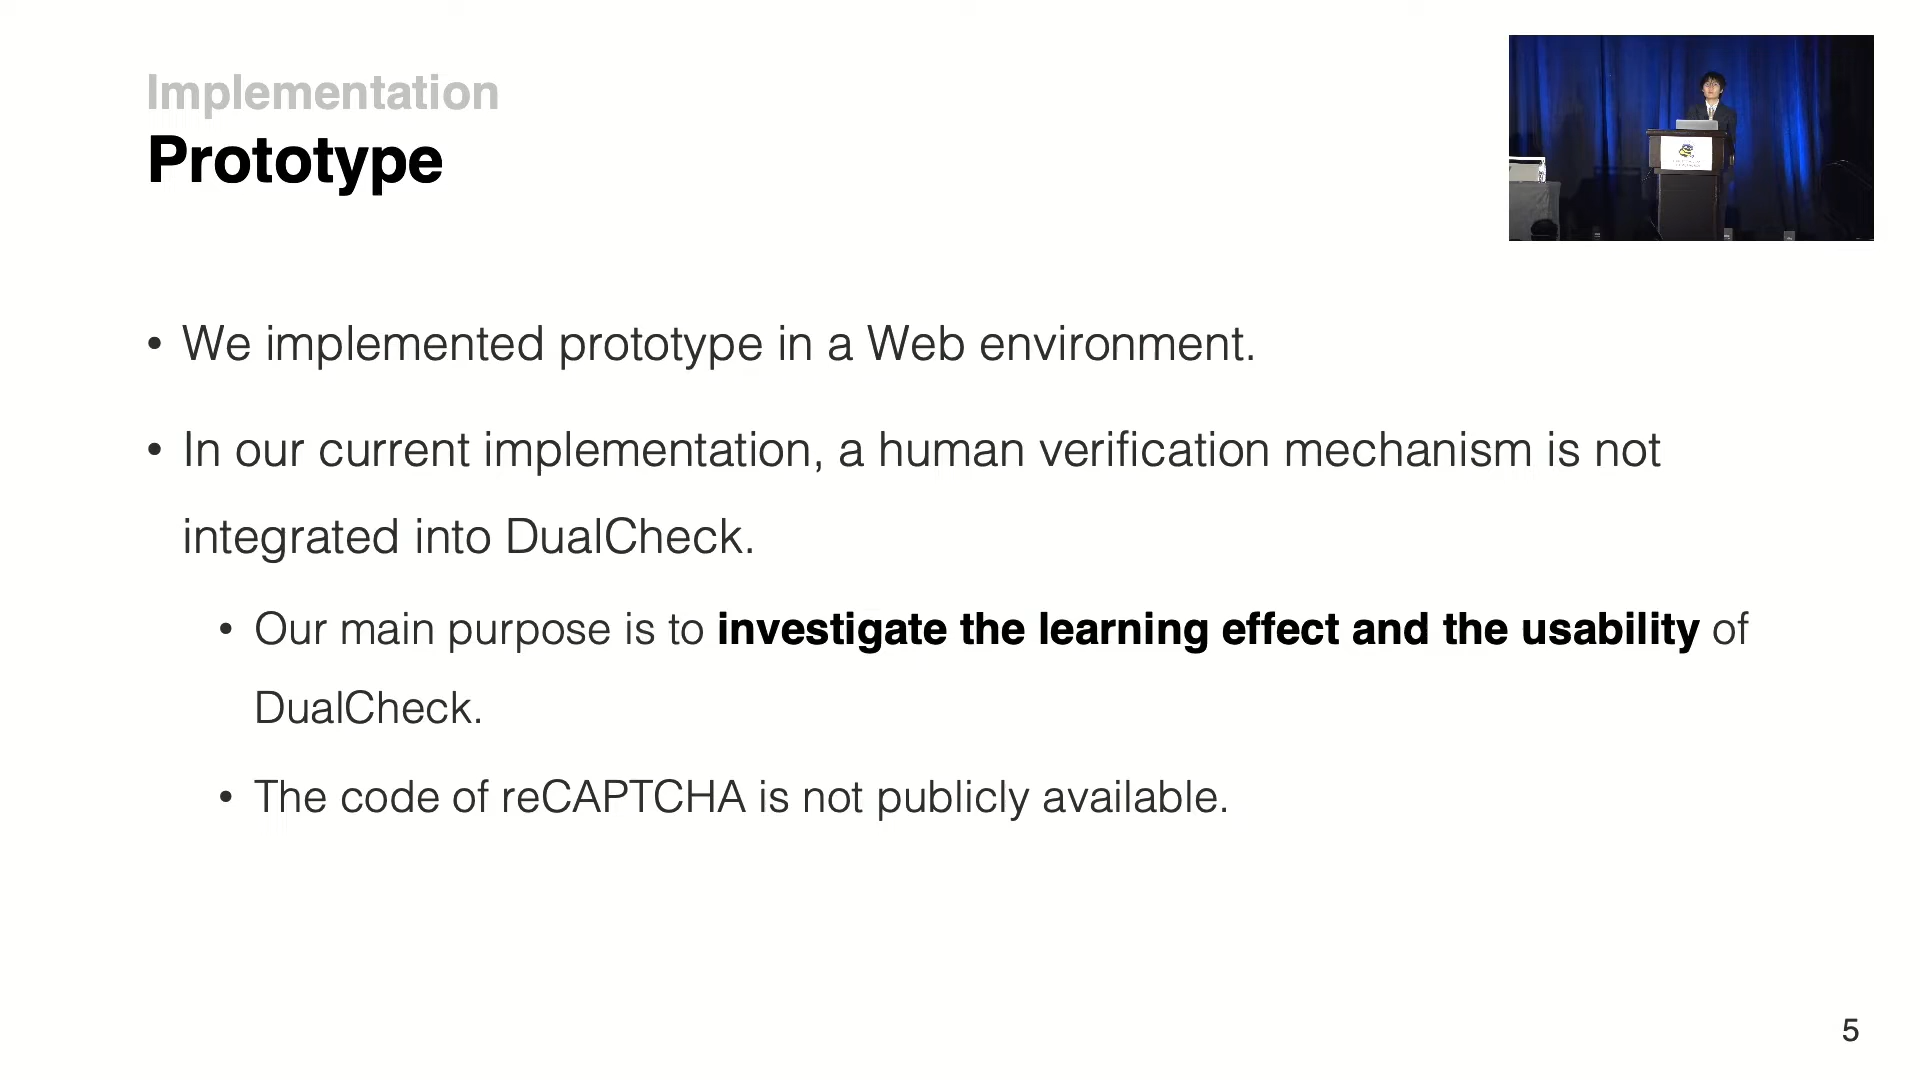 Implementation
Prototype
• We implemented prototype in a Web environment.
• In our current implementation, a human verification mechanism is not
integrated into DualCheck.
• Our main purpose is to investigate the learning effect and the usability of
DualCheck.
• The code of reCAPTCHA is not publicly available.
5